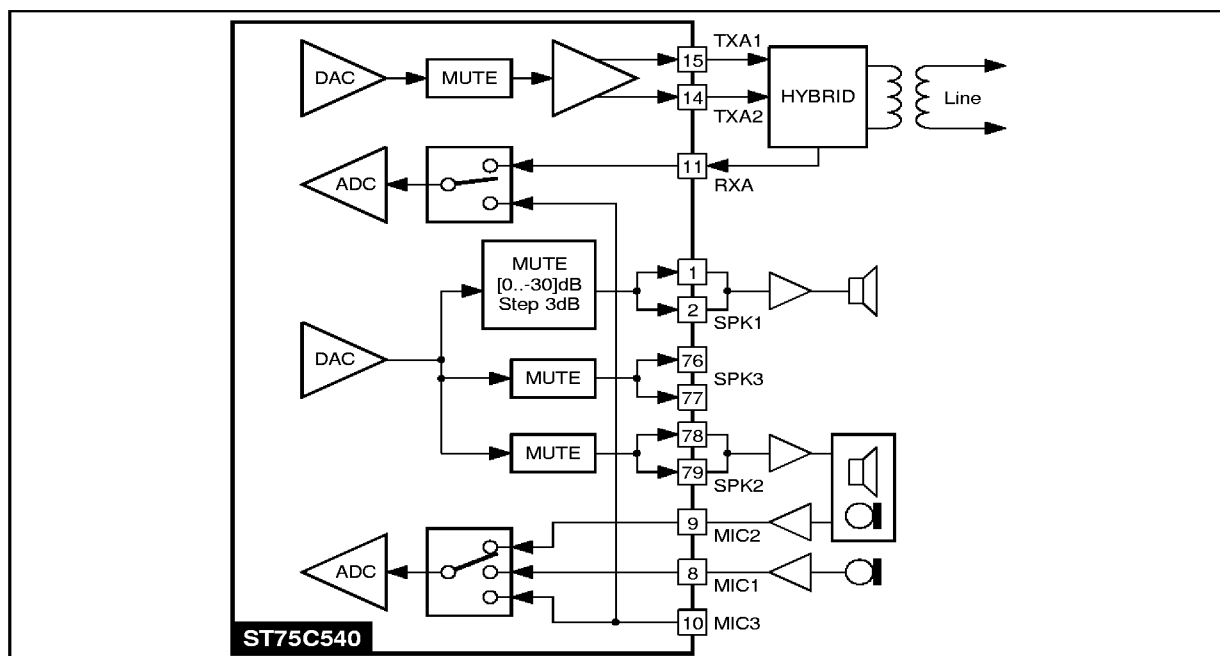 TXA1
DAC
MUTE
15
HYBRID
Line
14
TXA2
ADC
11
RXA
MUTE
[0..-30]dB
Step 3dB
1
2
SPK1
DAC
MUTE
76
SPK3
77
MUTE
78
79
SPK2
9
MIC2
ADC
8
MIC1
10
MIC3
ST75C540